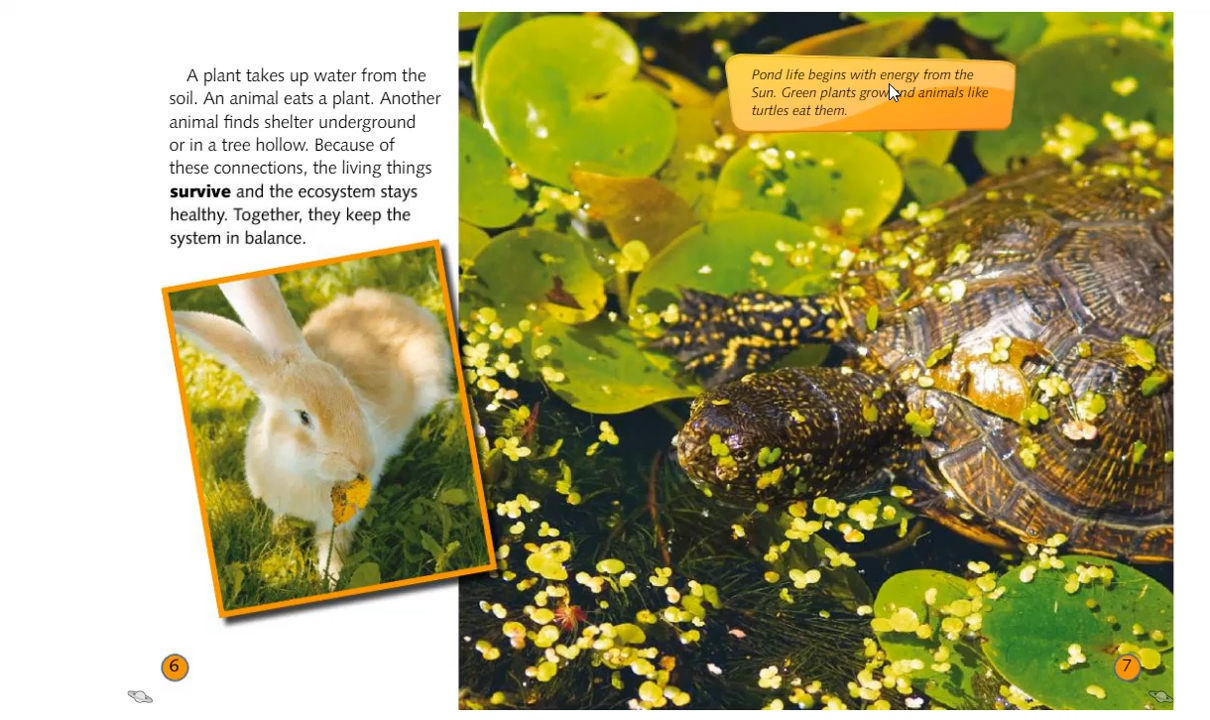 A plant takes up water from the
soil. An animal eats a plant. Another
animal finds shelter underground
or in a tree hollow. Because of
these connections, the living things
survive and the ecosystem stays
healthy. Together, they keep the
system in balance.
Pond life begins with energy from the
Sun. Green plants grow and animals like
turtles eat them.
6
7